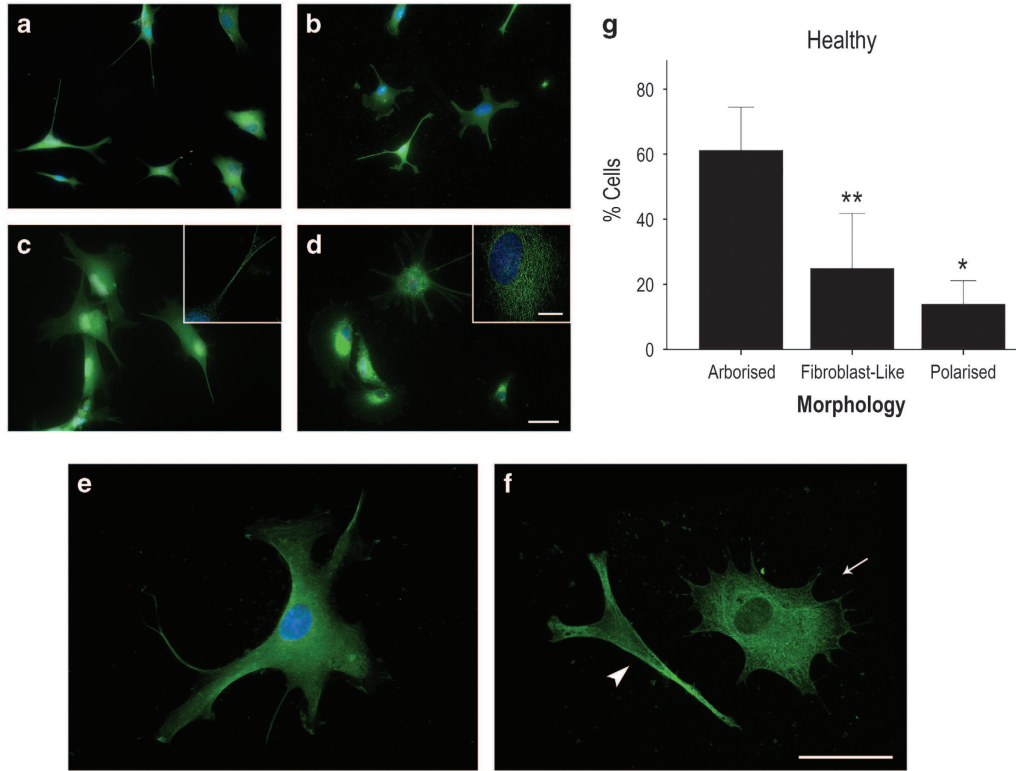 a
b
c
d
g
Healthy
% Cells
80
60
40
20
0
**
*
Arborised
Fibroblast-Like
Polarised
Morphology
e
f